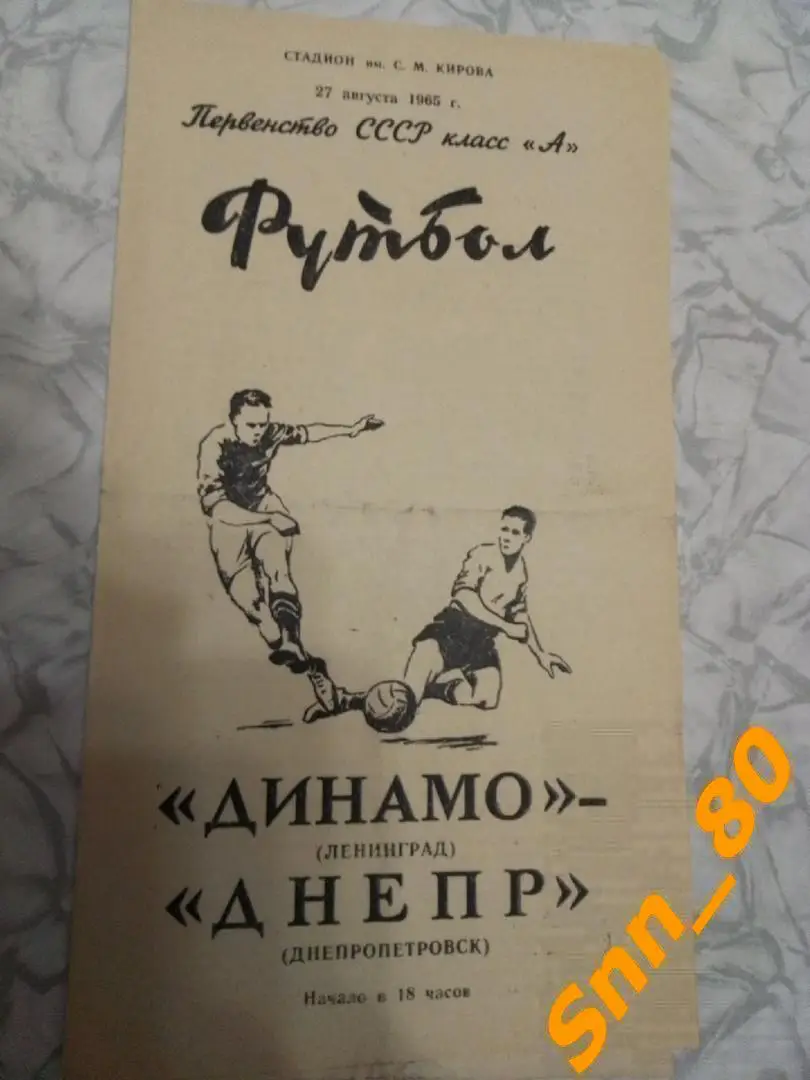 СТАДИОН им. С. М. КИРОВА
27 августа 1965 г.
Первенство СССР класс «А»
Футбол
«ДИНАМО»–
(ЛЕНИНГРАД)
«ДНЕПР»
(ДНЕПРОПЕТРОВСК)
Начало в 18 часов
Snn_80